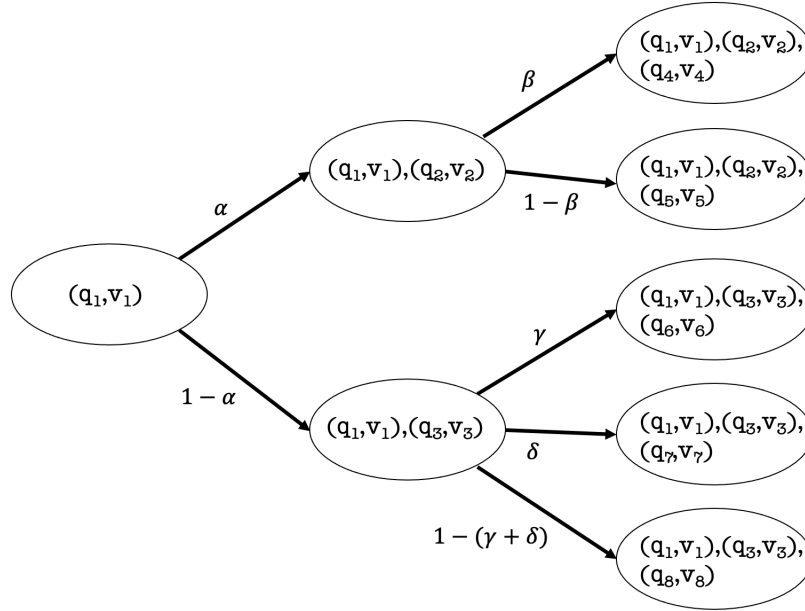 (q₁,v₁),(q₂,v₂),
(q₄,v₄)
β
(q₁,v₁),(q₂,v₂)
(q₁,v₁),(q₂,v₂),
(q₅,v₅)
1 − β
α
(q₁,v₁)
(q₁,v₁),(q₃,v₃),
(q₆,v₆)
γ
1 − α
(q₁,v₁),(q₃,v₃)
(q₁,v₁),(q₃,v₃),
(q₇,v₇)
δ
1 − (γ + δ)
(q₁,v₁),(q₃,v₃),
(q₈,v₈)